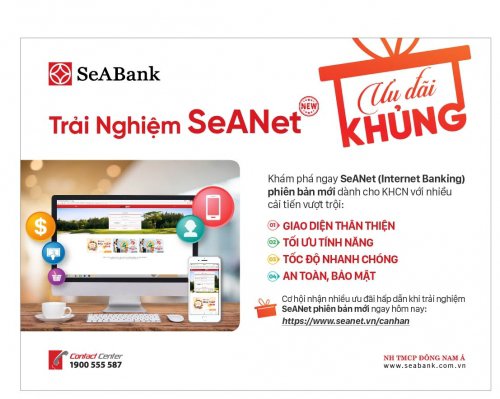 SeABank
Trải Nghiệm SeANet
NEW
Ưu đãi
KHỦNG
Khám phá ngay SeANet (Internet Banking)
phiên bản mới dành cho KHCN với nhiều
cải tiến vượt trội:
01 GIAO DIỆN THÂN THIỆN
02 TỐI ƯU TÍNH NĂNG
03 TỐC ĐỘ NHANH CHÓNG
04 AN TOÀN, BẢO MẬT
Cơ hội nhận nhiều ưu đãi hấp dẫn khi trải nghiệm
SeANet phiên bản mới ngay hôm nay:
https://www.seanet.vn/canhan
Contact Center
1900 555 587
NH TMCP ĐÔNG NAM Á
www.seabank.com.vn